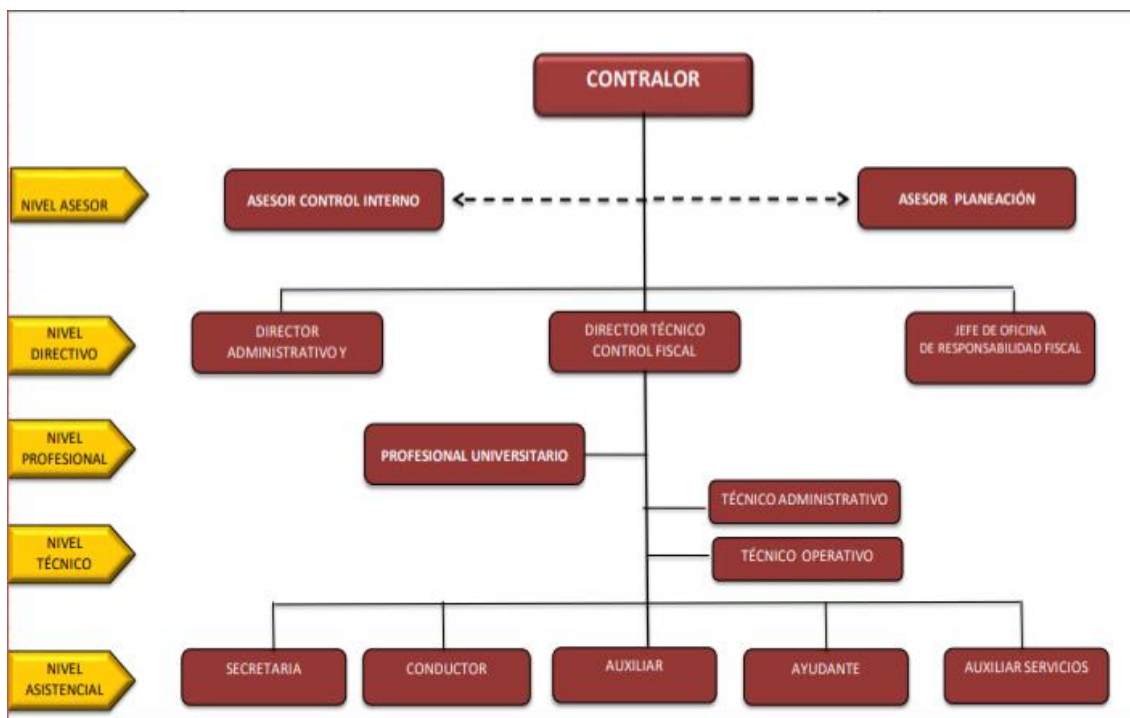 CONTRALOR
NIVEL ASESOR
ASESOR CONTROL INTERNO
ASESOR PLANEACIÓN
NIVEL
DIRECTIVO
DIRECTOR
ADMINISTRATIVO Y
DIRECTOR TÉCNICO
CONTROL FISCAL
JEFE DE OFICINA
DE RESPONSABILIDAD FISCAL
NIVEL
PROFESIONAL
PROFESIONAL UNIVERSITARIO
TÉCNICO ADMINISTRATIVO
NIVEL
TÉCNICO
TÉCNICO OPERATIVO
NIVEL
ASISTENCIAL
SECRETARIA
CONDUCTOR
AUXILIAR
AYUDANTE
AUXILIAR SERVICIOS